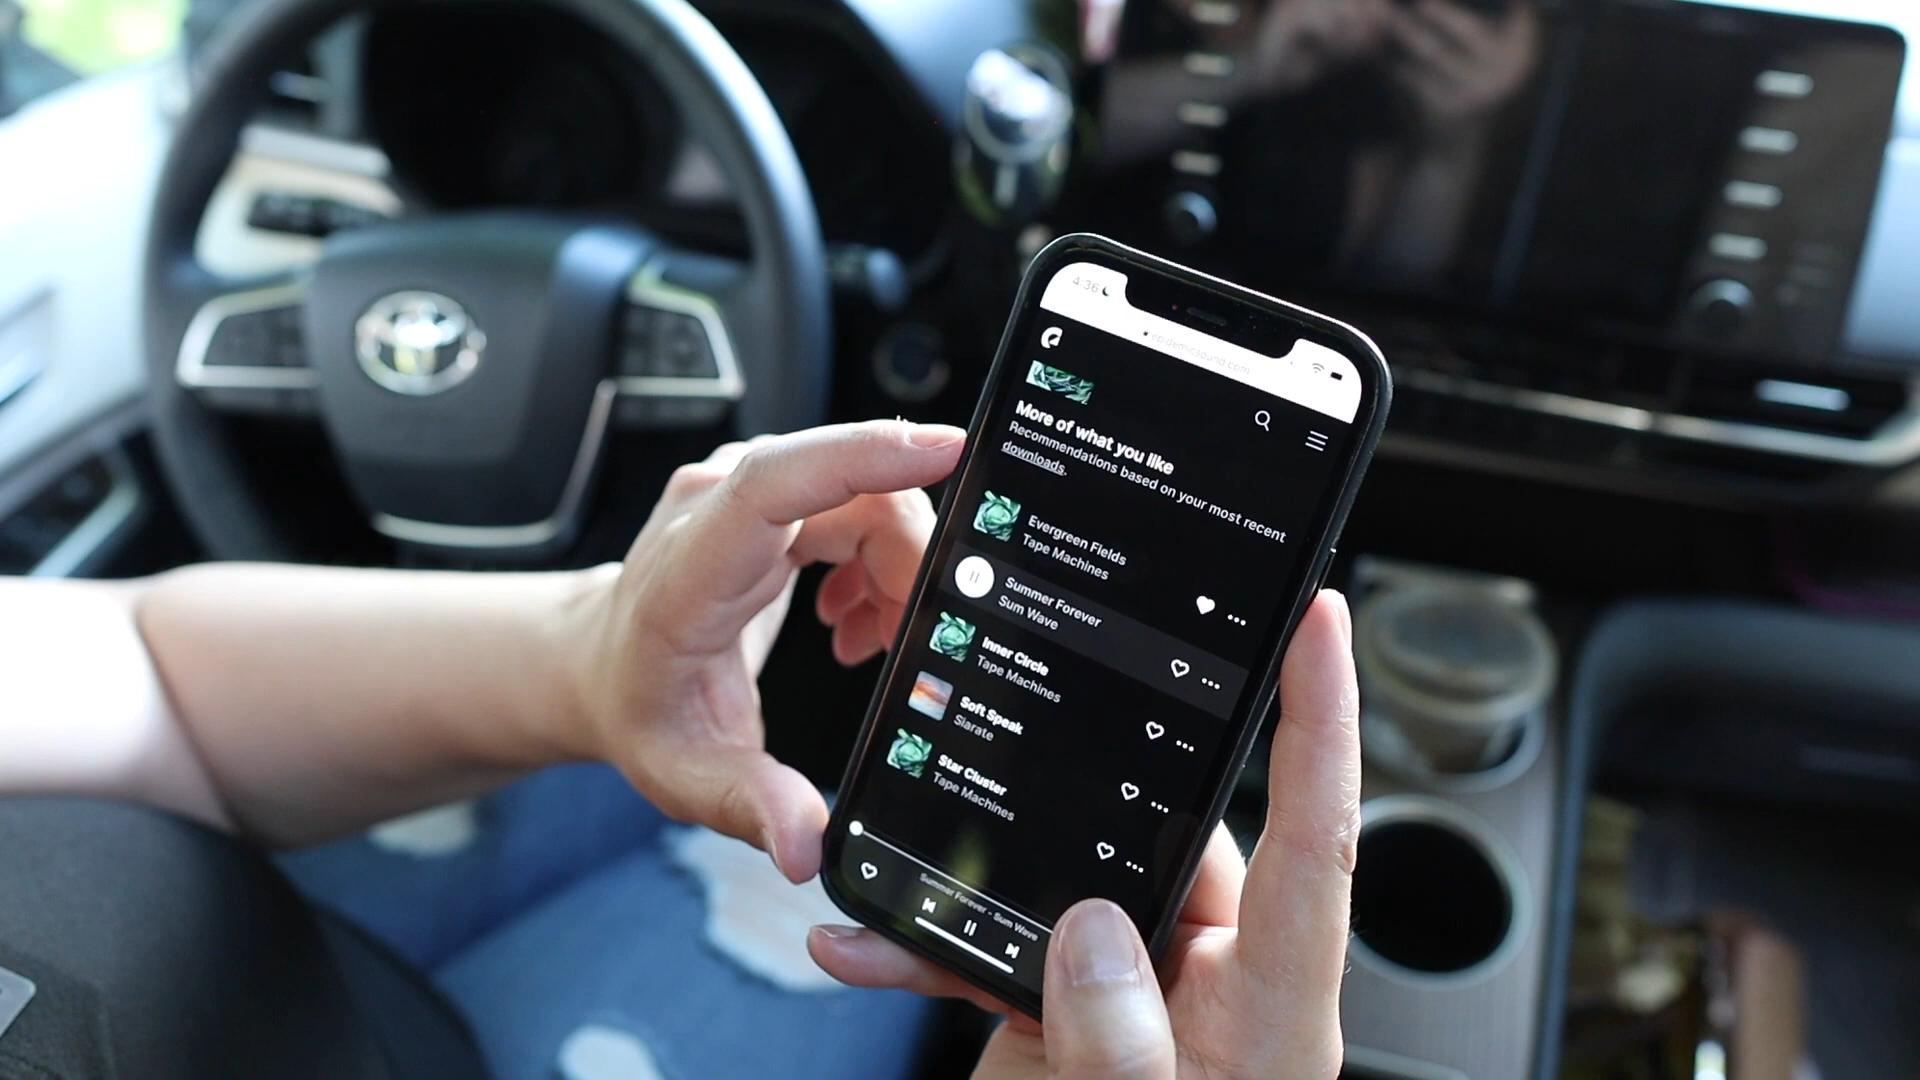 4:36
epidemicsound.com
More of what you like
Recommendations based on your most recent
downloads.
Evergreen Fields
Tape Machines
Summer Forever
Sum Wave
Inner Circle
Tape Machines
Soft Speak
Siarate
Star Cluster
Tape Machines
Summer Forever - Sum Wave